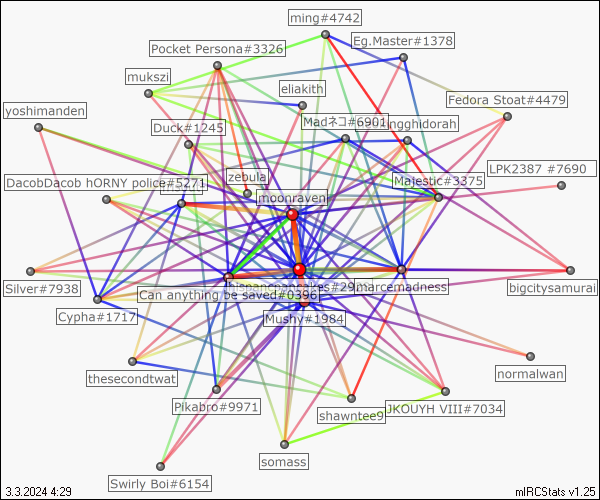 ming#4742
Eg.Master#1378
Pocket Persona#3326
mukszi
eliakith
Fedora Stoat#4479
yoshimanden
Madネコ#6901
ngghidorah
Duck#1245
LPK2387 #7690
zebula
DacobDacob hORNY police#5271
Majestic#3375
moonraven
Silver#7938
marcemadness
bigcitysamurai
Can anything be saved#0396
Cypha#1717
Mushy#1984
normalwan
thesecondtwat
Pikabro#9971
shawntee9
JKOUYH VIII#7034
somass
Swirly Boi#6154
3.3.2024 4:29
mIRCStats v1.25